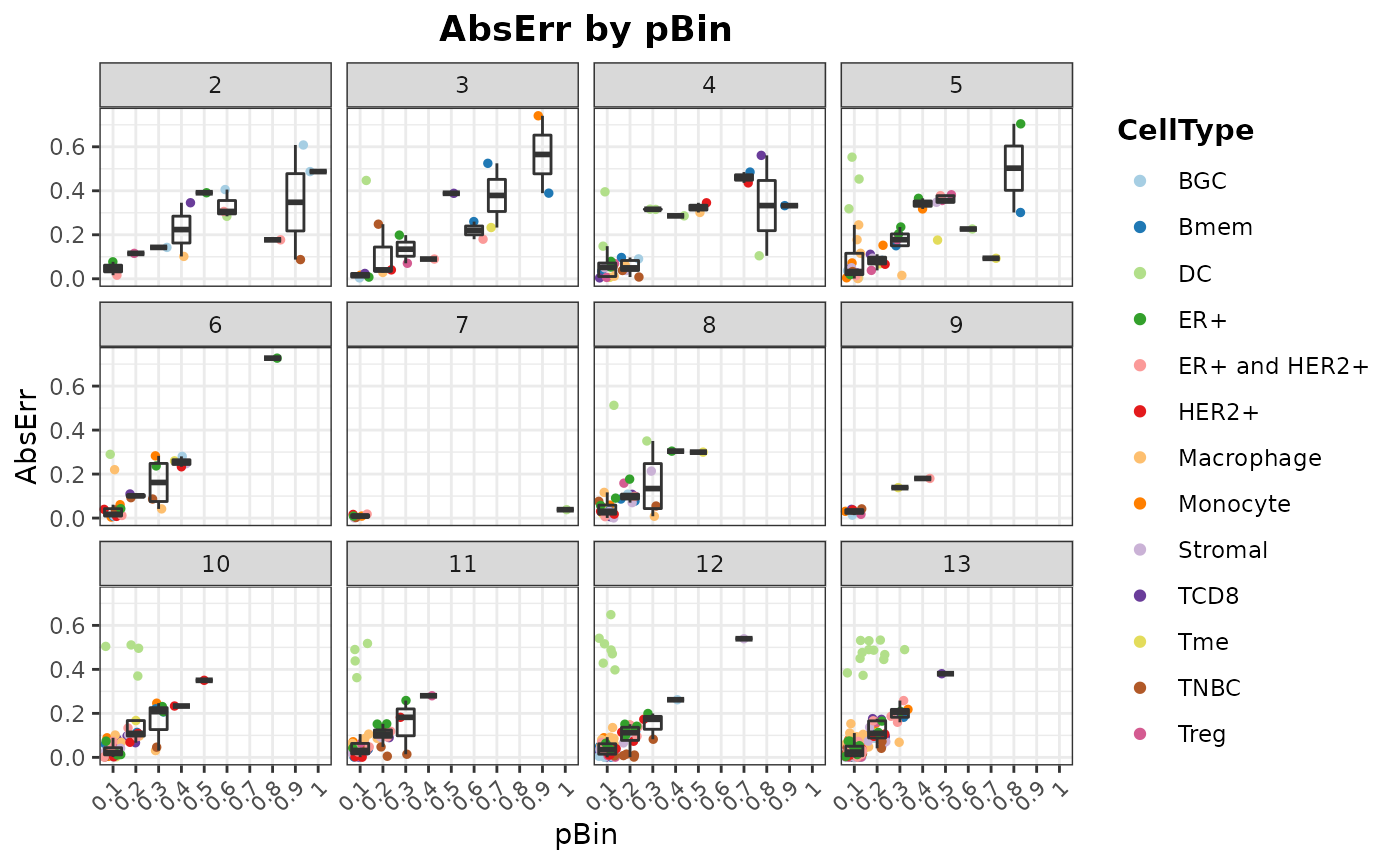 AbsErr by pBin
2 3 4 5
0.6
0.4
0.2
0.0
6 7 8 9
0.6
0.4
0.2
0.0
10 11 12 13
0.6
0.4
0.2
0.0
0.1 0.2 0.3 0.4 0.5 0.6 0.7 0.8 0.9 1 0.1 0.2 0.3 0.4 0.5 0.6 0.7 0.8 0.9 1 0.1 0.2 0.3 0.4 0.5 0.6 0.7 0.8 0.9 1 0.1 0.2 0.3 0.4 0.5 0.6 0.7 0.8 0.9 1
pBin
AbsErr
CellType
BGC
Bmem
DC
ER+
ER+ and HER2+
HER2+
Macrophage
Monocyte
Stromal
TCD8
Tme
TNBC
Treg